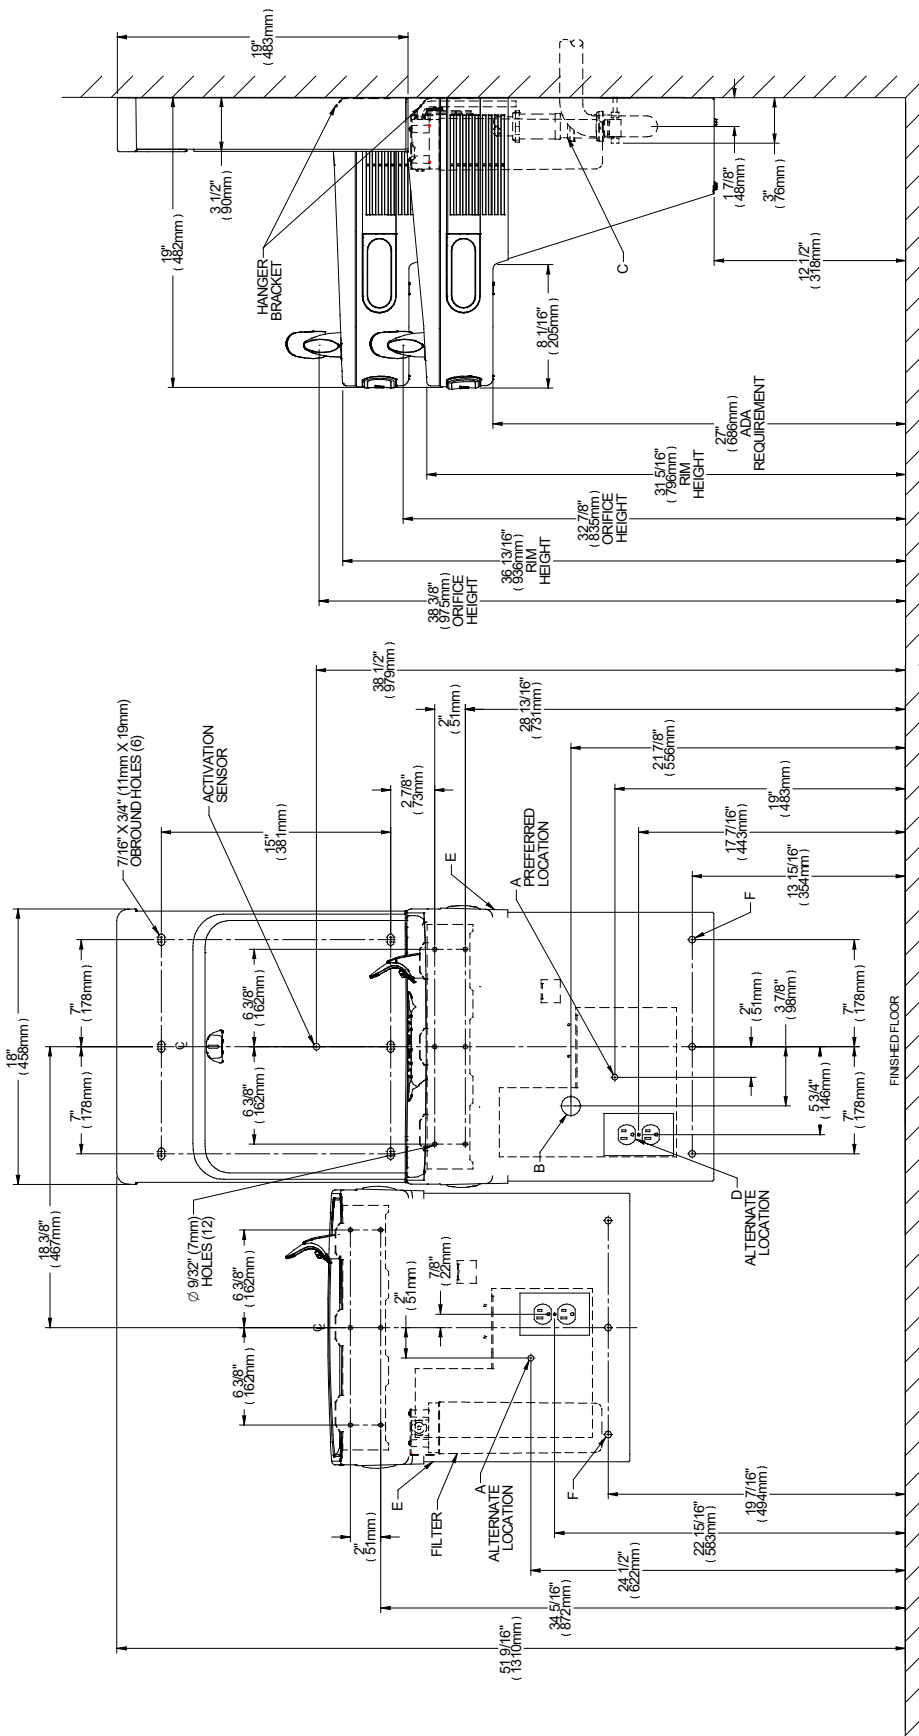 19"
( 483mm )
19"
( 482mm )
3 1/2"
( 90mm )
HANGER
BRACKET
1 7/8"
( 48mm )
3"
( 76mm )
C
8 1/16"
( 205mm )
12 1/2"
( 318mm )
27"
( 686mm )
ADA
REQUIREMENT
31 5/16"
( 796mm )
RIM
HEIGHT
32 7/8"
( 835mm )
ORIFICE
HEIGHT
36 13/16"
( 936mm )
RIM
HEIGHT
38 3/8"
( 975mm )
ORIFICE
HEIGHT
38 1/2"
( 979mm )
7/16" X 3/4" (11mm X 19mm)
OBROUND HOLES (6)
ACTIVATION
SENSOR
15"
( 381mm )
2 7/8"
( 73mm )
2"
( 51mm )
28 13/16"
( 731mm )
E
A
PREFERRED
LOCATION
21 7/8"
( 556mm )
19"
( 483mm )
17 7/16"
( 443mm )
13 15/16"
( 354mm )
F
18"
( 458mm )
7"
( 178mm )
7"
( 178mm )
℄
6 3/8"
( 162mm )
6 3/8"
( 162mm )
2"
( 51mm )
3 7/8"
( 98mm )
5 3/4"
( 146mm )
7"
( 178mm )
7"
( 178mm )
FINISHED FLOOR
B
D
ALTERNATE
LOCATION
18 3/8"
( 467mm )
∅ 9/32" (7mm)
HOLES (12)
6 3/8"
( 162mm )
6 3/8"
( 162mm )
℄
2"
( 51mm )
7/8"
( 22mm )
2"
( 51mm )
E
FILTER
A
ALTERNATE
LOCATION
F
19 7/16"
( 494mm )
22 15/16"
( 583mm )
24 1/2"
( 622mm )
34 5/16"
( 872mm )
51 9/16"
( 1310mm )